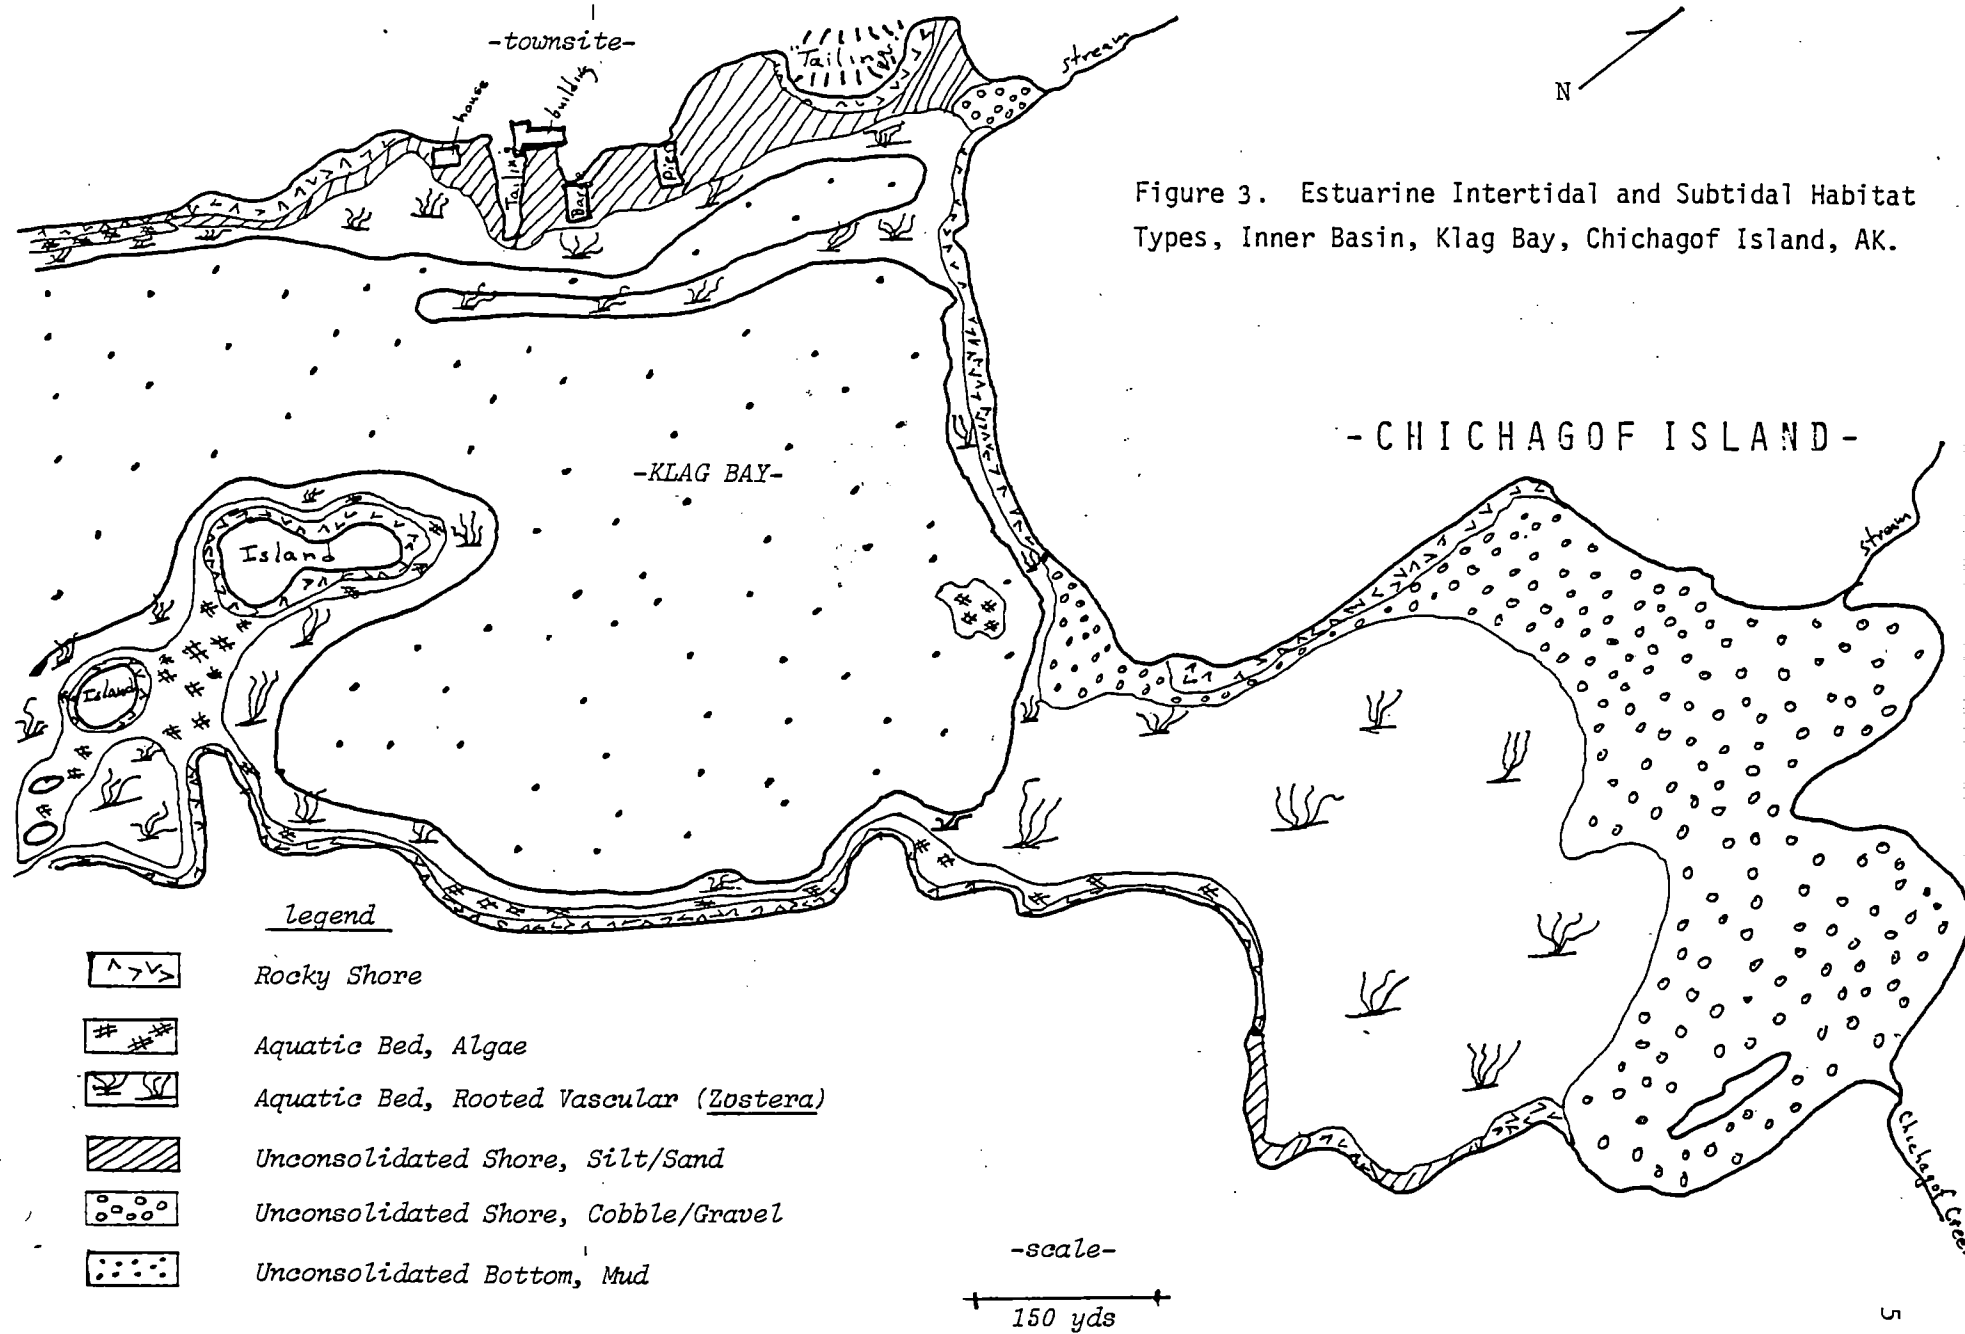 -townsite-
house
building
Tailings
stream
N
Tailing
Barge
Pier
Figure 3. Estuarine Intertidal and Subtidal Habitat
Types, Inner Basin, Klag Bay, Chichagof Island, AK.
-CHICHAGOF ISLAND-
-KLAG BAY-
stream
Island
Island
legend
Rocky Shore
Aquatic Bed, Algae
Aquatic Bed, Rooted Vascular (Zostera)
Unconsolidated Shore, Silt/Sand
Unconsolidated Shore, Cobble/Gravel
Unconsolidated Bottom, Mud
Chichagof Cree
-scale-
150 yds
5